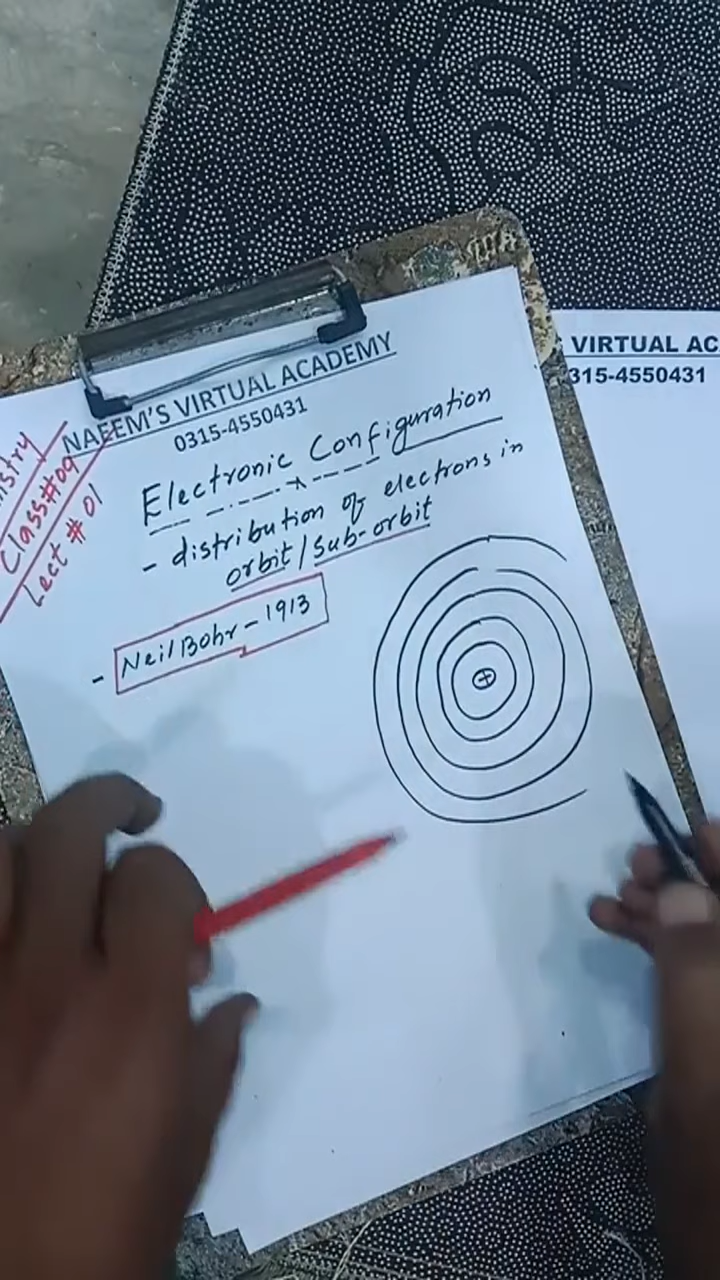 NAEEM'S VIRTUAL ACADEMY
0315-4550431
Class#09
Lect # 01
Electronic Configuration
- distribution of electrons in
orbit/Sub-orbit
- Neil Bohr - 1913
+
VIRTUAL AC
315-4550431